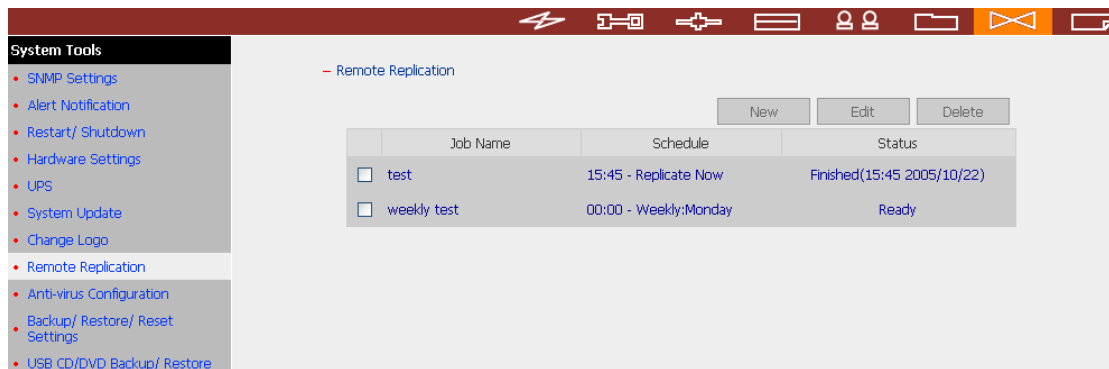 System Tools
• SNMP Settings
• Alert Notification
• Restart/ Shutdown
• Hardware Settings
• UPS
• System Update
• Change Logo
• Remote Replication
• Anti-virus Configuration
• Backup/ Restore/ Reset
Settings
• USB CD/DVD Backup/ Restore
– Remote Replication
New Edit Delete
Job Name Schedule Status
test 15:45 - Replicate Now Finished(15:45 2005/10/22)
weekly test 00:00 - Weekly:Monday Ready